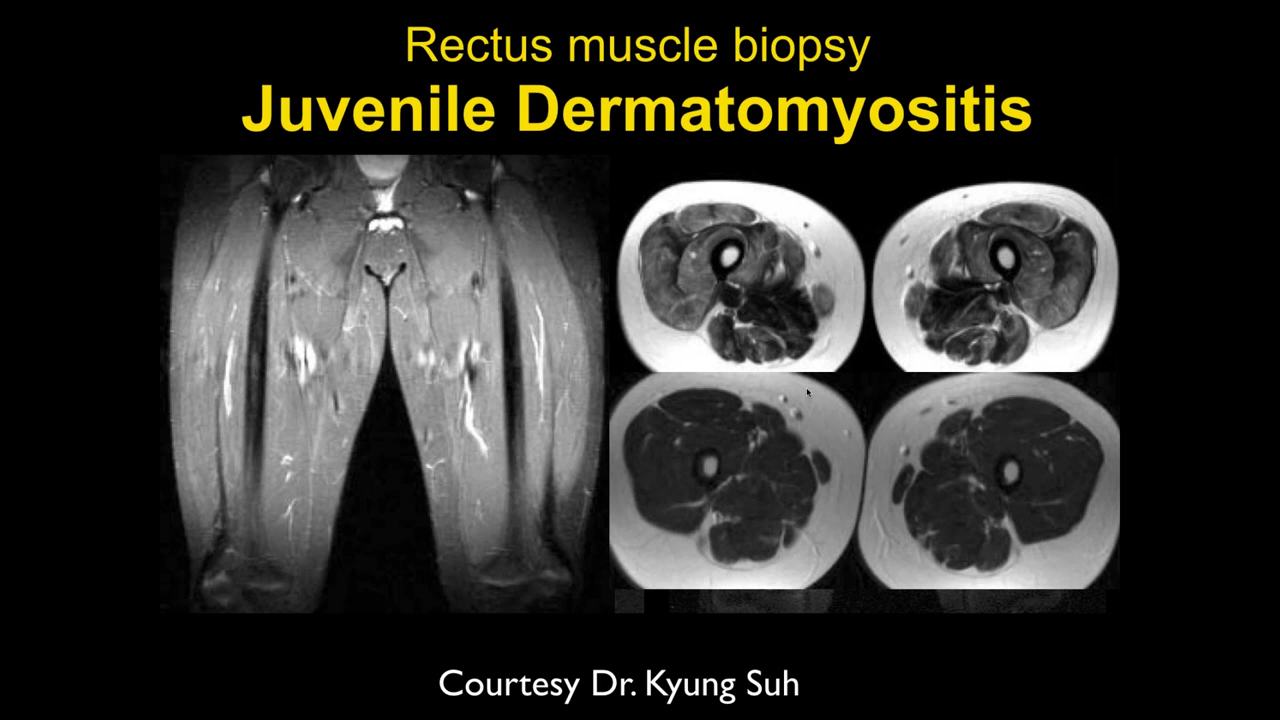 Rectus muscle biopsy
Juvenile Dermatomyositis
Courtesy Dr. Kyung Suh